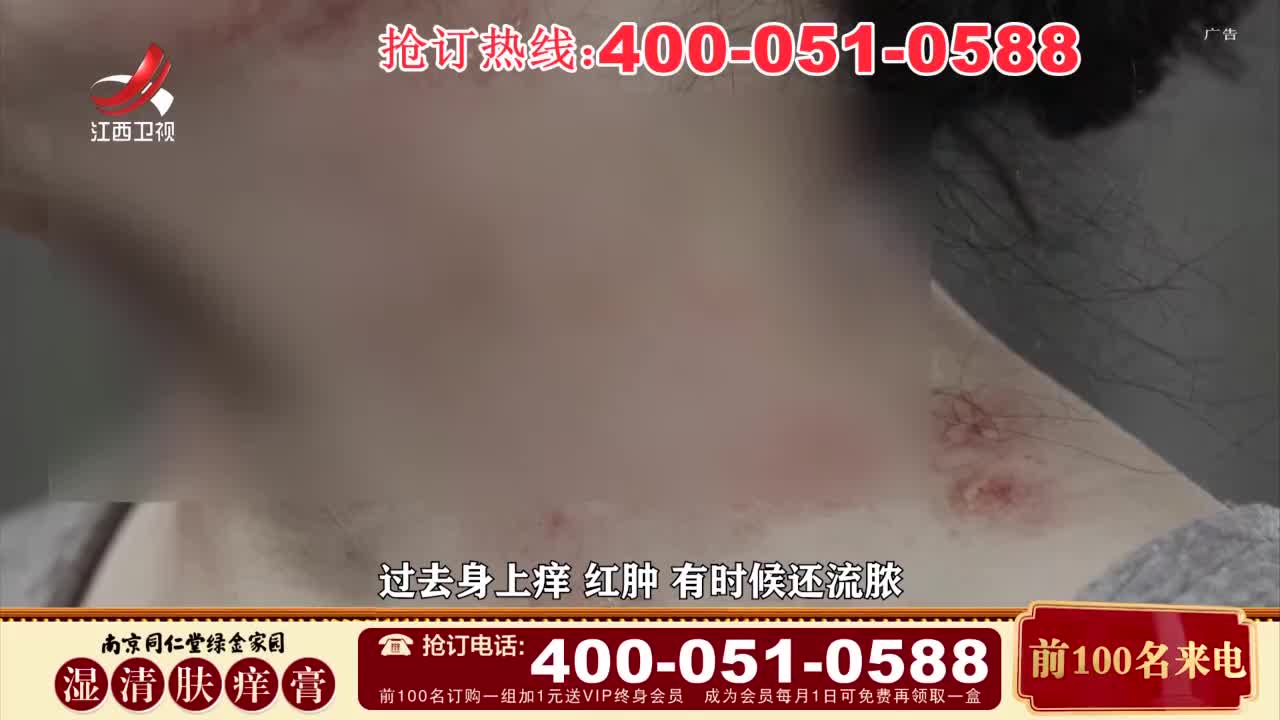 抢订热线:400-051-0588
广告
江西卫视
过去身上痒 红肿 有时候还流脓
南京同仁堂绿金家园
湿清肤痒膏
抢订电话:400-051-0588
前100名订购一组加1元送VIP终身会员 成为会员每月1日可免费再领取一盒
前100名来电